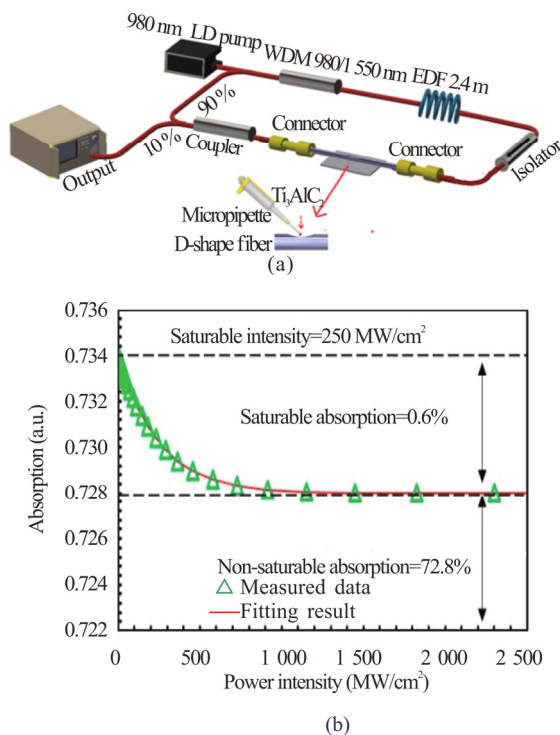 980 nm LD pump WDM 980/1 550 nm EDF 2.4 m
90 %
10 %
Coupler
Connector
Connector
Isolator
Output
Ti₃AlC₂
Micropipette
D-shape fiber
(a)
0.736
0.734
0.732
0.730
0.728
0.726
0.724
0.722
Absorption (a.u.)
Saturable intensity=250 MW/cm²
Saturable absorption=0.6%
Non-saturable absorption=72.8%
Measured data
Fitting result
0 500 1 000 1 500 2 000 2 500
Power intensity (MW/cm²)
(b)